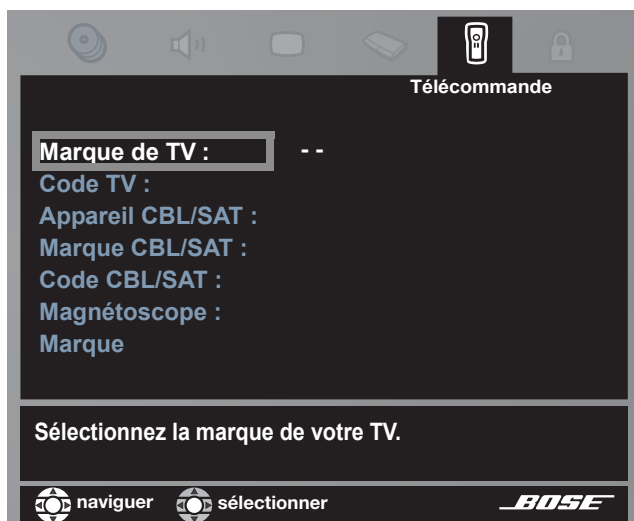 Télécommande
Marque de TV : - -
Code TV :
Appareil CBL/SAT :
Marque CBL/SAT :
Code CBL/SAT :
Magnétoscope :
Marque
Sélectionnez la marque de votre TV.
naviguer sélectionner BOSE